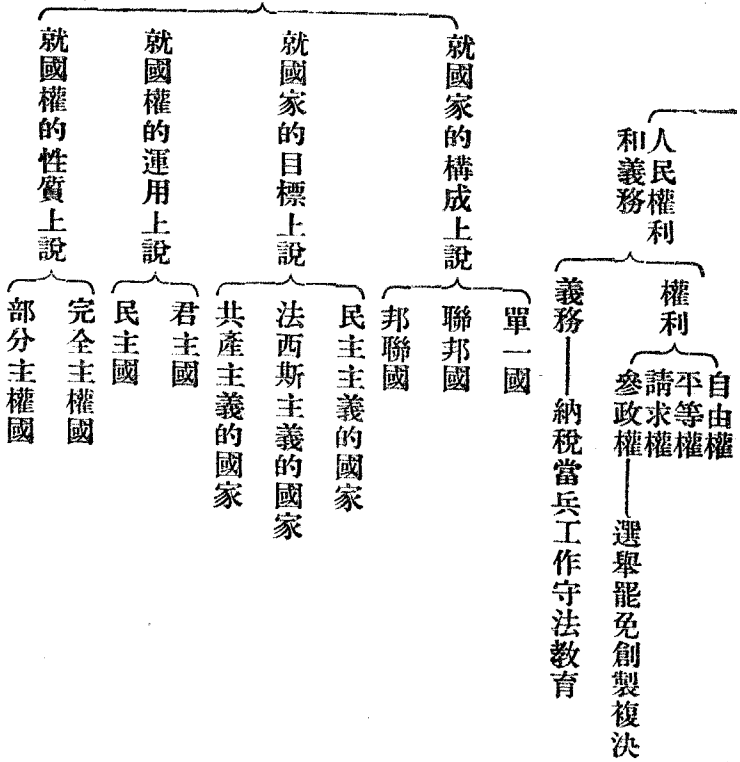 人民權利
和義務
權利
自由權
平等權
請求權
參政權
選舉罷免創製複決
義務
納稅當兵工作守法教育
就國家的構成上說
單一國
聯邦國
邦聯國
就國家的目標上說
民主主義的國家
法西斯主義的國家
共產主義的國家
就國權的運用上說
君主國
民主國
就國權的性質上說
完全主權國
部分主權國